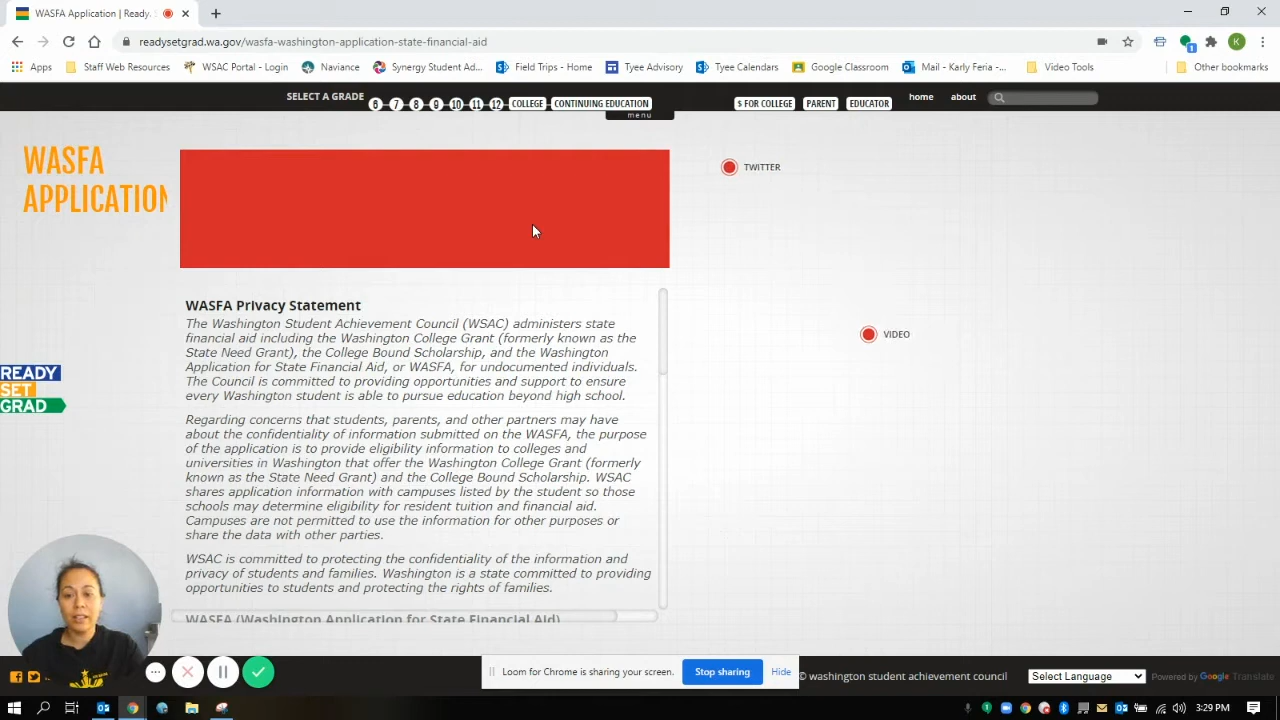 WASFA Application | Ready,
readysetgrad.wa.gov/wasfa-washington-application-state-financial-aid
K
Apps Staff Web Resources WSAC Portal - Login Naviance Synergy Student Ad... Field Trips - Home Tyee Advisory Tyee Calendars Google Classroom Mail - Karly Feria -... Video Tools Other bookmarks
SELECT A GRADE 6 7 8 9 10 11 12 COLLEGE CONTINUING EDUCATION $ FOR COLLEGE PARENT EDUCATOR home about
menu
WASFA
APPLICATION
TWITTER
VIDEO
WASFA Privacy Statement
The Washington Student Achievement Council (WSAC) administers state
financial aid including the Washington College Grant (formerly known as the
State Need Grant), the College Bound Scholarship, and the Washington
Application for State Financial Aid, or WASFA, for undocumented individuals.
The Council is committed to providing opportunities and support to ensure
every Washington student is able to pursue education beyond high school.
Regarding concerns that students, parents, and other partners may have
about the confidentiality of information submitted on the WASFA, the purpose
of the application is to provide eligibility information to colleges and
universities in Washington that offer the Washington College Grant (formerly
known as the State Need Grant) and the College Bound Scholarship. WSAC
shares application information with campuses listed by the student so those
schools may determine eligibility for resident tuition and financial aid.
Campuses are not permitted to use the information for other purposes or
share the data with other parties.
WSAC is committed to protecting the confidentiality of the information and
privacy of students and families. Washington is a state committed to providing
opportunities to students and protecting the rights of families.
WASFA (Washington Application for State Financial Aid)
READY
SET
GRAD
Loom for Chrome is sharing your screen. Stop sharing Hide
© washington student achievement council Select Language Powered by Google Translate
3:29 PM